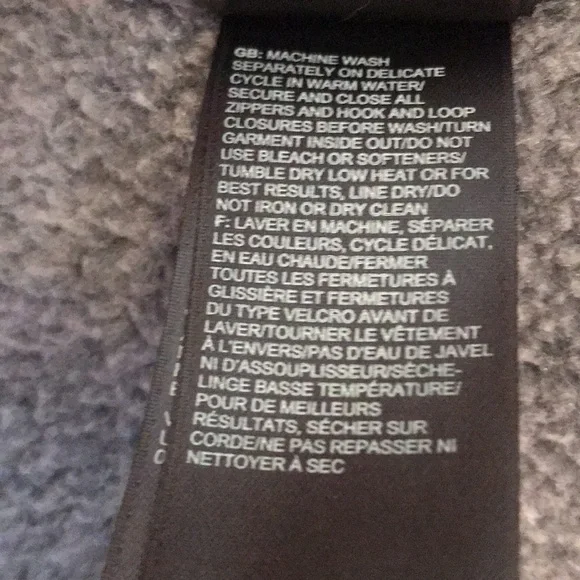 GB: MACHINE WASH
SEPARATELY ON DELICATE
CYCLE IN WARM WATER/
SECURE AND CLOSE ALL
ZIPPERS AND HOOK AND LOOP
CLOSURES BEFORE WASH/TURN
GARMENT INSIDE OUT/DO NOT
USE BLEACH OR SOFTENERS/
TUMBLE DRY LOW HEAT OR FOR
BEST RESULTS, LINE DRY/DO
NOT IRON OR DRY CLEAN
F: LAVER EN MACHINE, SÉPARER
LES COULEURS, CYCLE DÉLICAT,
EN EAU CHAUDE/FERMER
TOUTES LES FERMETURES À
GLISSIÈRE ET FERMETURES
DU TYPE VELCRO AVANT DE
LAVER/TOURNER LE VÊTEMENT
À L'ENVERS/PAS D'EAU DE JAVEL
NI D'ASSOUPLISSEUR/SÈCHE-
LINGE BASSE TEMPÉRATURE/
POUR DE MEILLEURS
RÉSULTATS, SÉCHER SUR
CORDE/NE PAS REPASSER NI
NETTOYER À SEC